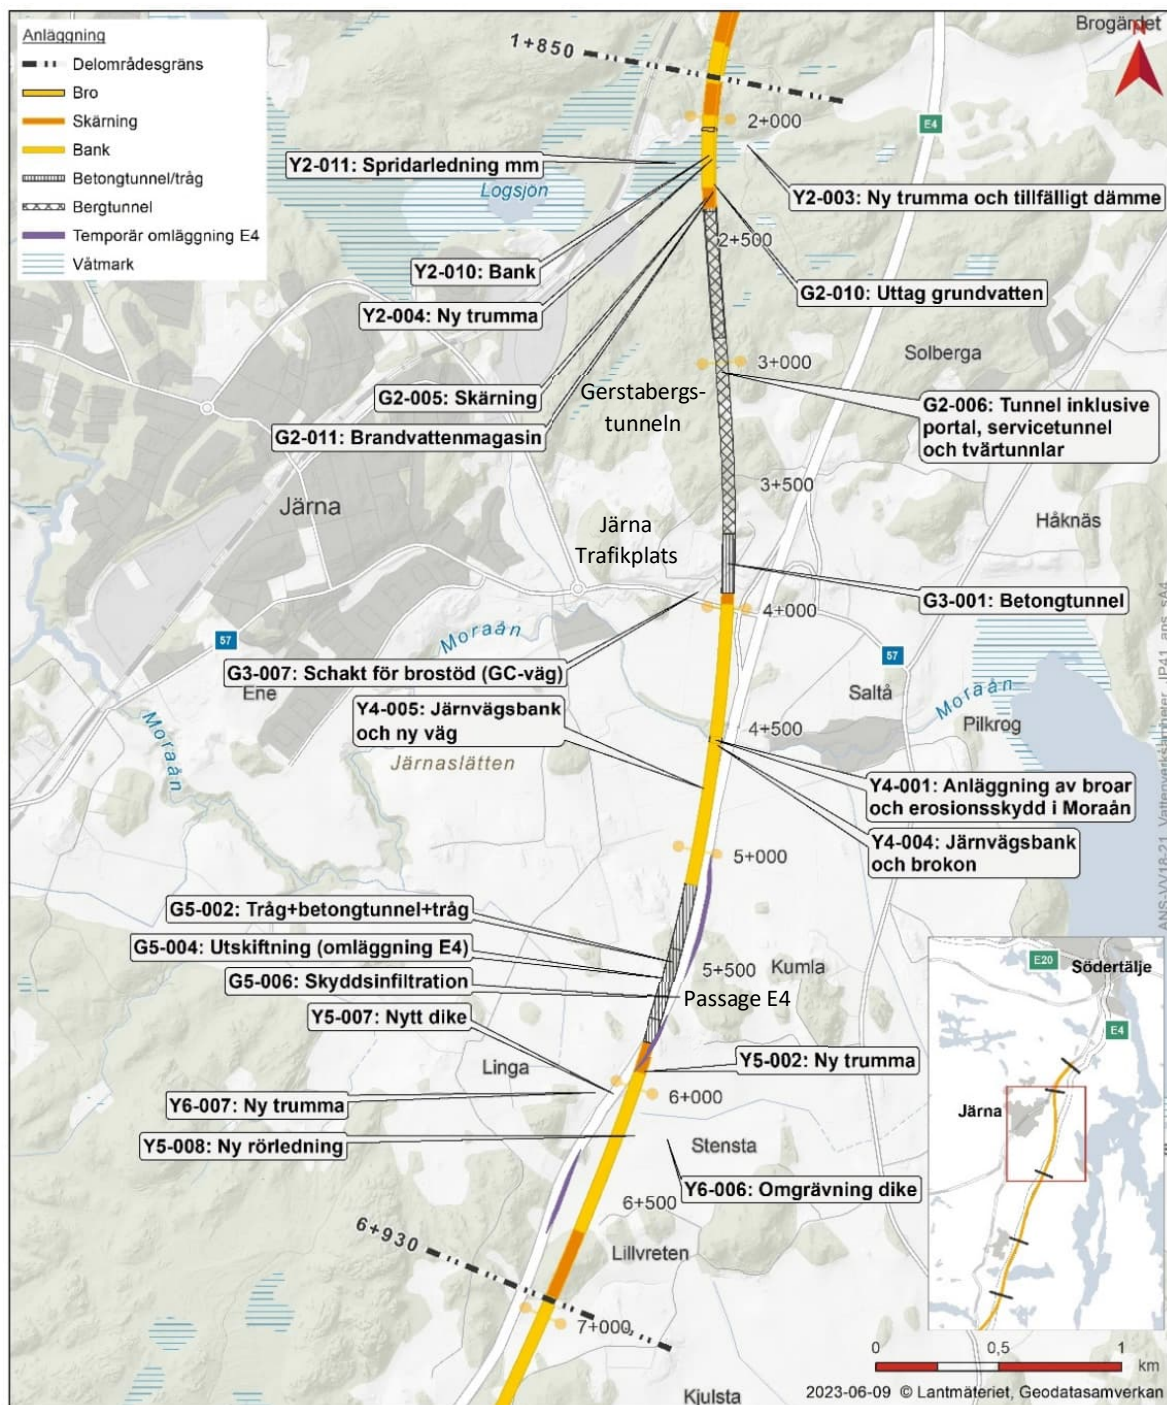 Anläggning
Delområdesgräns
Bro
Skärning
Bank
Betongtunnel/tråg
Bergtunnel
Temporär omläggning E4
Våtmark
Brogärdet
N
1+850
2+000
E4
Y2-011: Spridarledning mm
Logsjön
Y2-003: Ny trumma och tillfälligt dämme
2+500
Y2-010: Bank
G2-010: Uttag grundvatten
Y2-004: Ny trumma
3+000
Solberga
G2-005: Skärning
Gerstabergs-
tunneln
G2-006: Tunnel inklusive
portal, servicetunnel
och tvärtunnlar
G2-011: Brandvattenmagasin
3+500
Järna
Håknäs
Järna
Trafikplats
G3-001: Betongtunnel
4+000
57
Moraån
57
G3-007: Schakt för brostöd (GC-väg)
Ene
Saltå
Moraån
Pilkrog
Y4-005: Järnvägsbank
och ny väg
4+500
Moraån
Järnaslätten
Y4-001: Anläggning av broar
och erosionsskydd i Moraån
Y4-004: Järnvägsbank
och brokon
5+000
G5-002: Tråg+betongtunnel+tråg
G5-004: Utskiftning (omläggning E4)
5+500
Kumla
G5-006: Skyddsinfiltration
Passage E4
Y5-007: Nytt dike
Linga
Y5-002: Ny trumma
Y6-007: Ny trumma
6+000
Y5-008: Ny rörledning
Stensta
Y6-006: Omgrävning dike
6+500
6+930
Lillvreten
7+000
Kjulsta
E20
Södertälje
E4
Järna
0
0,5
1
km
2023-06-09 © Lantmäteriet, Geodatasamverkan